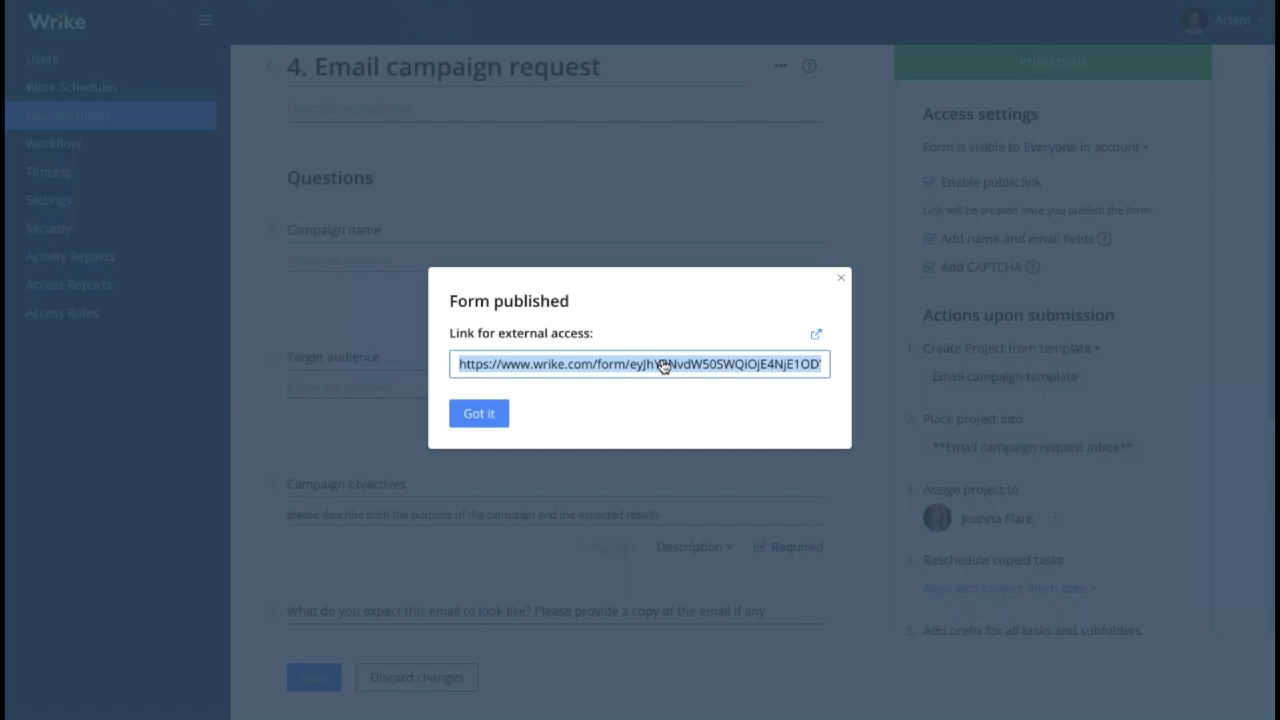 Wrike
Artem
Users
Work Schedules
Request forms
Workflow
Timelog
Settings
Security
Activity Reports
Access Reports
Access Roles
4. Email campaign request
Description (optional)
Questions
Campaign name
Target audience
Campaign objectives
please describe both the purpose of the campaign and the expected results.
Description
Required
What do you expect this email to look like? Please provide a copy of the email if any
Save
Discard changes
Form published
Link for external access:
Got it
PUBLISHED
Access settings
Form is visible to Everyone in account
Enable public link
Link will be created once you publish the form.
Add name and email fields
Add CAPTCHA
Actions upon submission
1. Create Project from template
Email campaign template
2. Place project into
**Email campaign request inbox**
3. Assign project to
Joanna Flare
4. Reschedule copied tasks
Align with project finish date
5. Add prefix for all tasks and subfolders